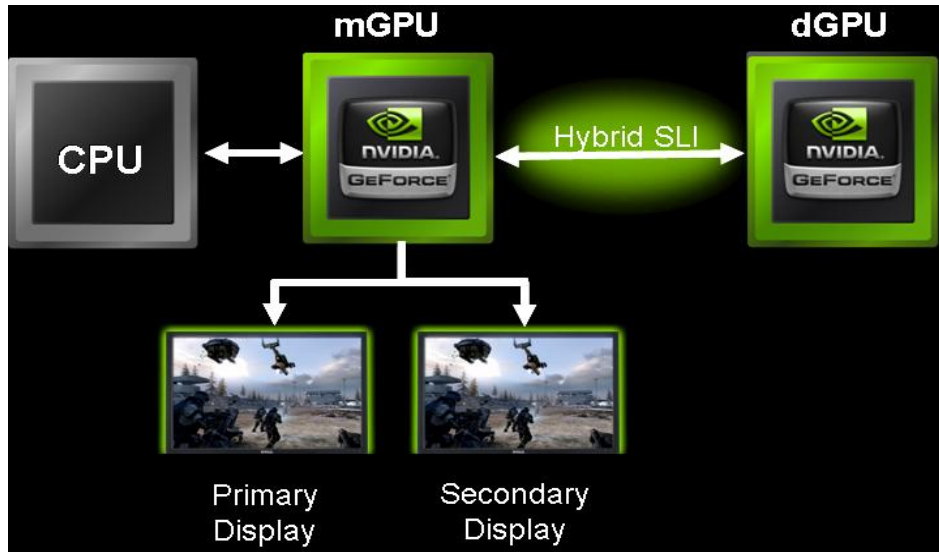 mGPU
dGPU
CPU
NVIDIA.
GEFORCE
Hybrid SLI
NVIDIA.
GEFORCE
Primary
Display
Secondary
Display